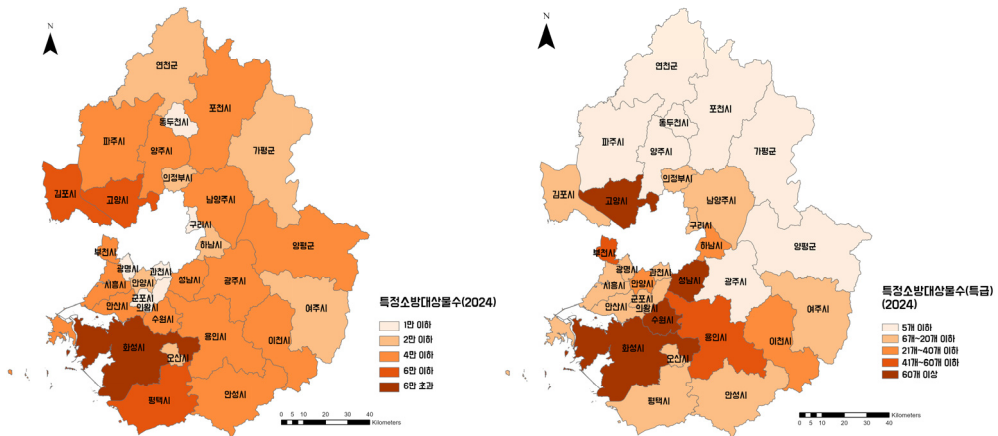 N
연천군
포천시
동두천시
파주시
양주시
가평군
의정부시
김포시
고양시
남양주시
구리시
하남시
양평군
부천시
광명시
과천시
시흥시
안양시
성남시
광주시
군포시
안산시
의왕시
수원시
여주시
용인시
이천시
화성시
오산시
평택시
안성시
특정소방대상물수(2024)
1만 이하
2만 이하
4만 이하
6만 이하
6만 초과
0 5 10 20 30 40
Kilometers
N
연천군
포천시
동두천시
파주시
양주시
가평군
의정부시
김포시
고양시
남양주시
구리시
하남시
양평군
부천시
광명시
과천시
시흥시
안양시
성남시
광주시
군포시
안산시
의왕시
수원시
여주시
용인시
이천시
화성시
오산시
평택시
안성시
특정소방대상물수(특급)
(2024)
5개 이하
6개~20개 이하
21개~40개 이하
41개~60개 이하
60개 이상
0 5 10 20 30 40
Kilometers